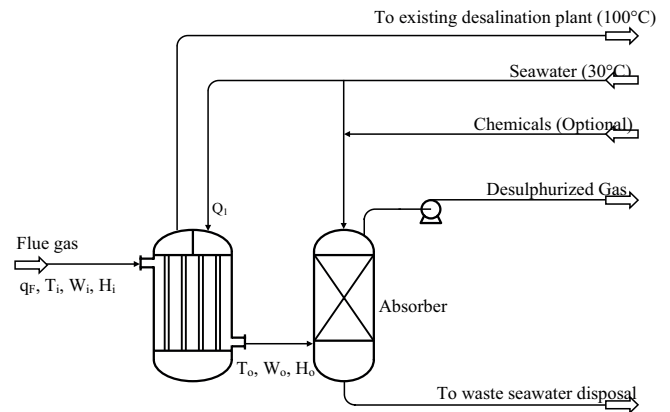 To existing desalination plant (100°C)
Seawater (30°C)
Chemicals (Optional)
Desulphurized Gas
Q₁
Flue gas
q_F, Tᵢ, Wᵢ, Hᵢ
Absorber
Tₒ, Wₒ, Hₒ
To waste seawater disposal